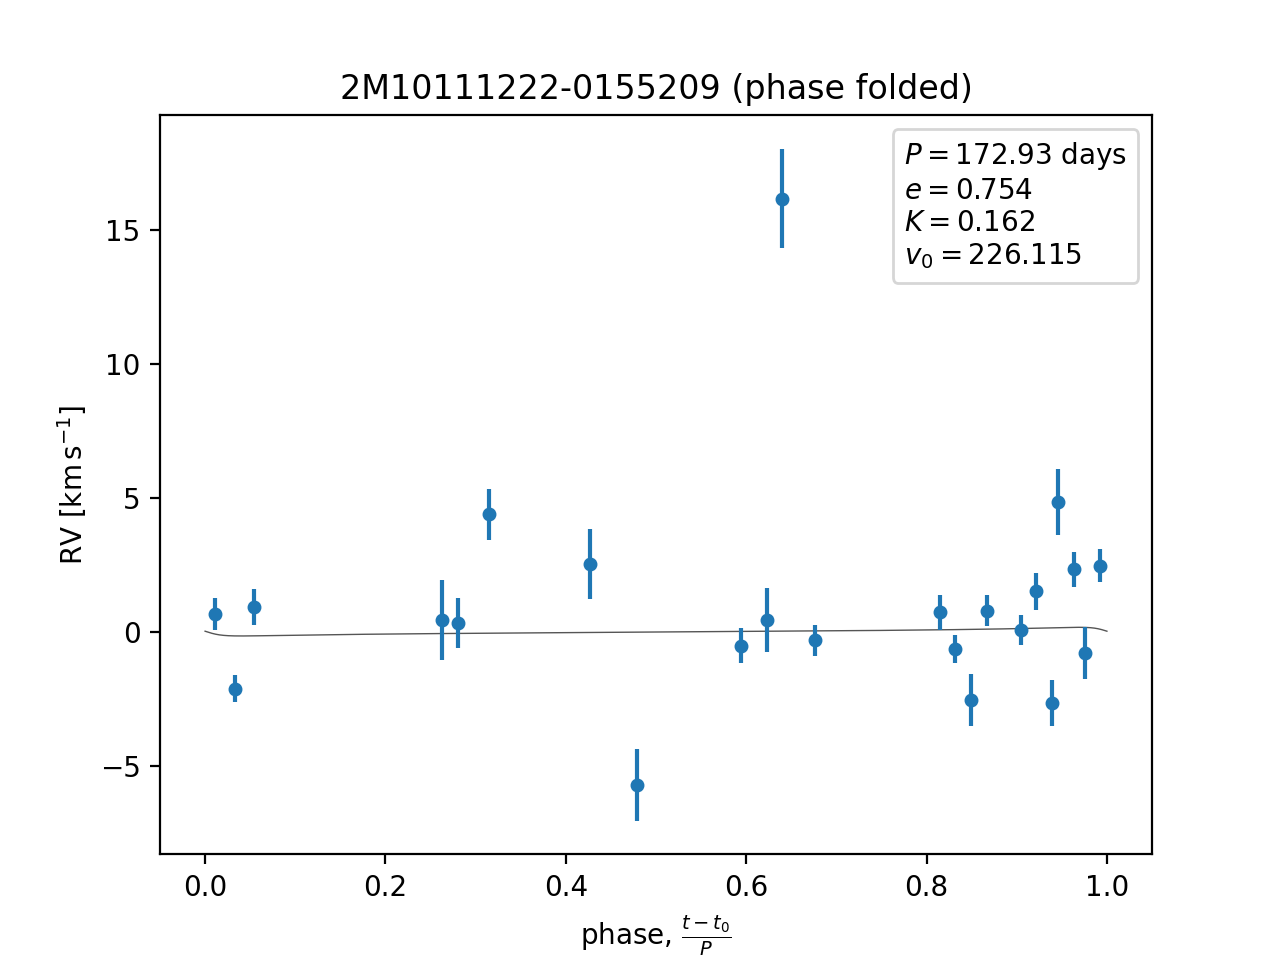 2M10111222-0155209 (phase folded)
P = 172.93 days
e = 0.754
K = 0.162
v₀ = 226.115
15
10
5
0
−5
RV [km s⁻¹]
0.0 0.2 0.4 0.6 0.8 1.0
phase, (t − t₀)/P